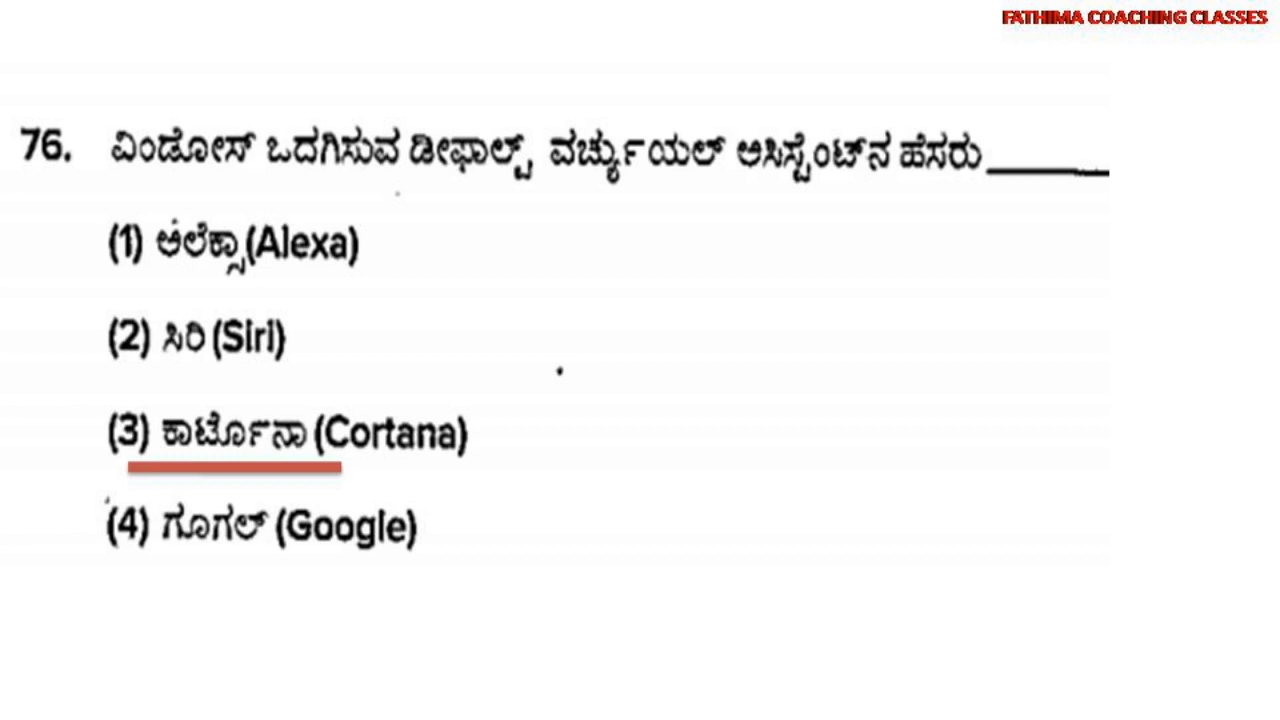 FATHIMA COACHING CLASSES
76. ವಿಂಡೋಸ್ ಒದಗಿಸುವ ಡೀಫಾಲ್ಟ್ ವರ್ಚ್ಯುಯಲ್ ಅಸಿಸ್ಟೆಂಟ್‌ನ ಹೆಸರು______
(1) ಅಲೆಕ್ಸಾ (Alexa)
(2) ಸಿರಿ (Siri)
(3) ಕಾರ್ಟೊನಾ (Cortana)
(4) ಗೂಗಲ್ (Google)